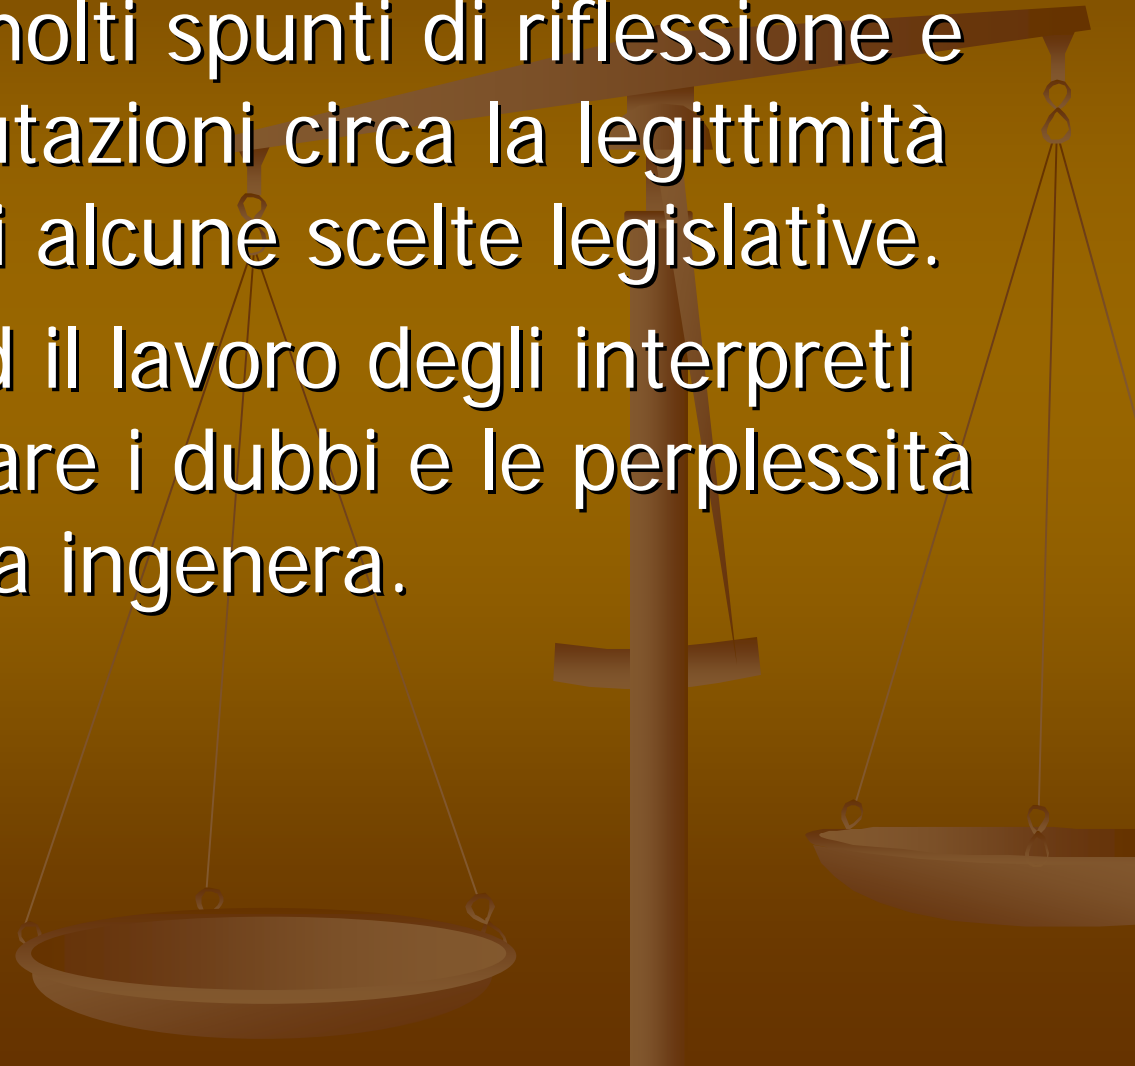 molti spunti di riflessione e
utazioni circa la legittimità
i alcune scelte legislative.
d il lavoro degli interpreti
are i dubbi e le perplessità
a ingenera.